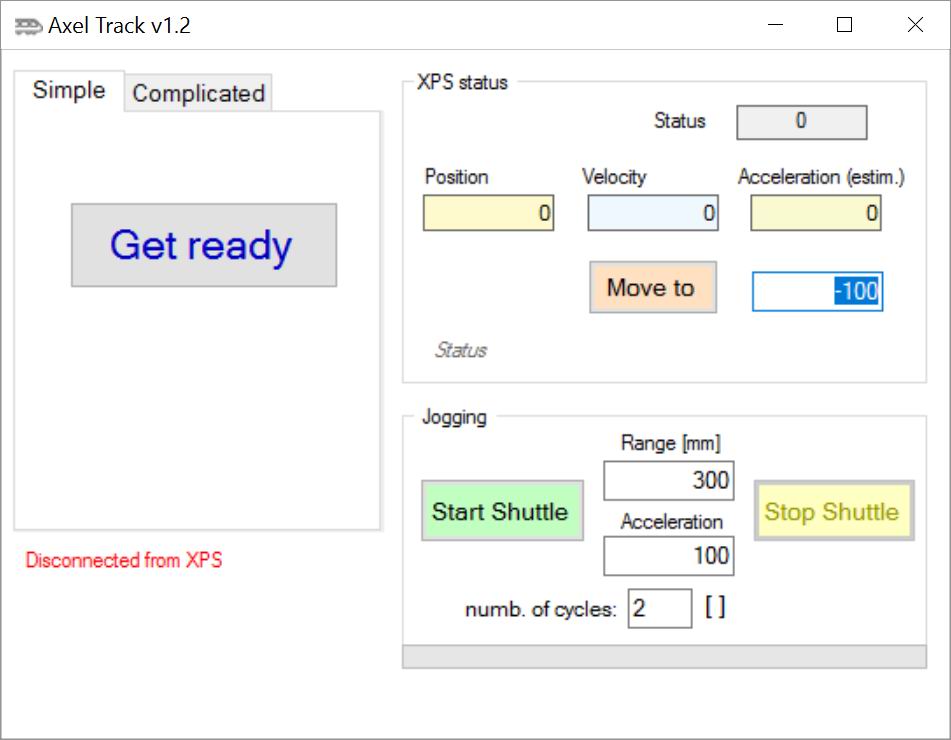 Axel Track v1.2
Simple
Complicated
Get ready
Disconnected from XPS
XPS status
Status 0
Position Velocity Acceleration (estim.)
0 0 0
Move to -100
Status
Jogging
Range [mm]
300
Start Shuttle
Stop Shuttle
Acceleration
100
numb. of cycles: 2 [ ]